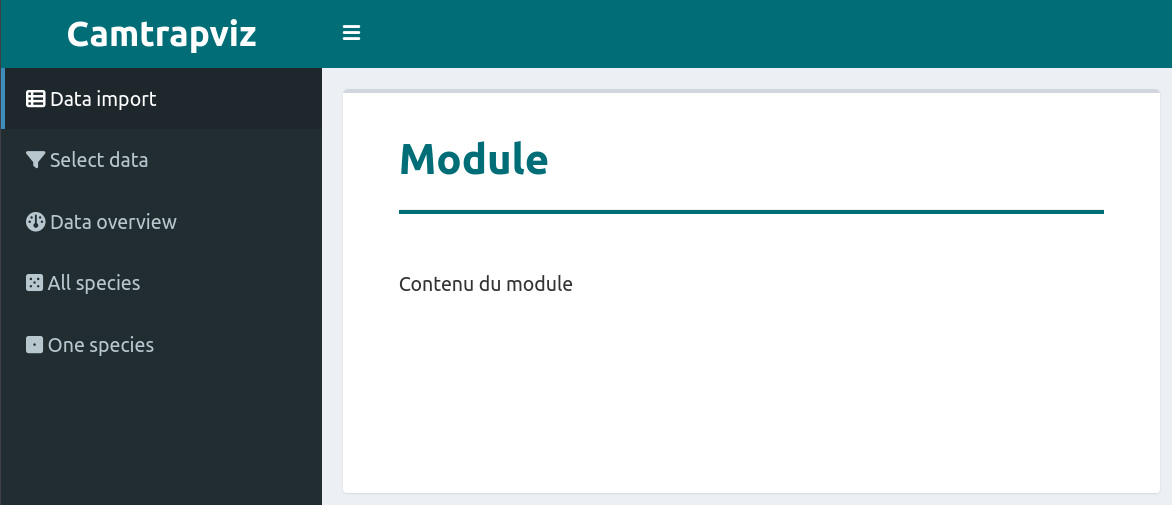 Camtrapviz
Data import
Select data
Data overview
All species
One species
Module
Contenu du module